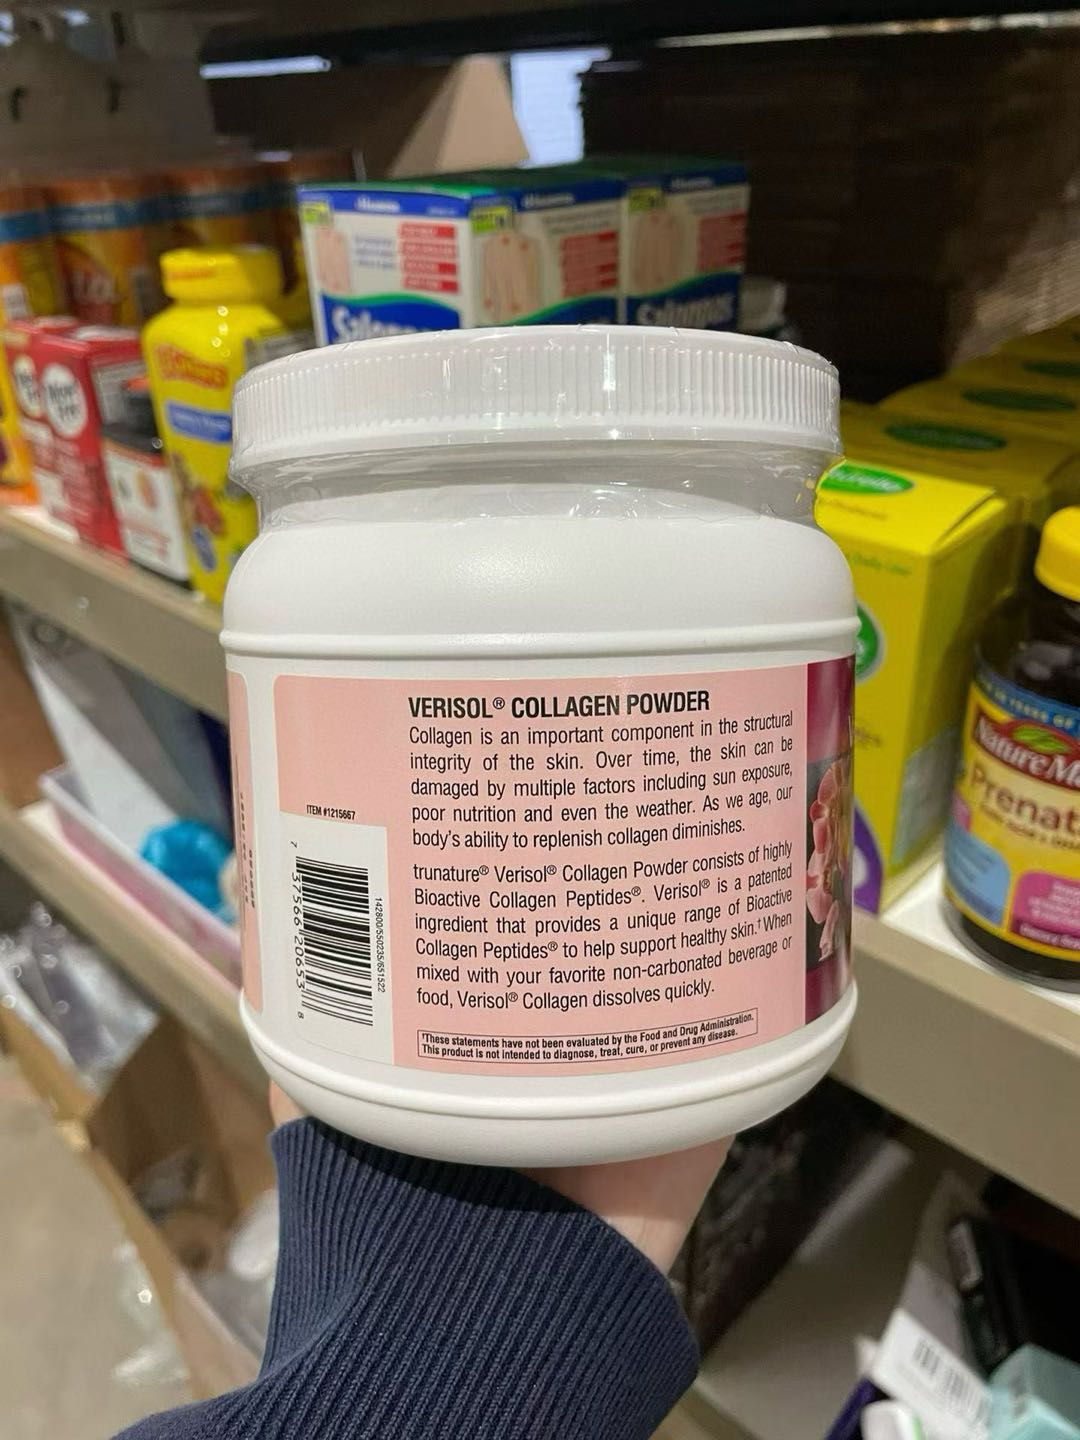 Salonpas
VERISOL® COLLAGEN POWDER
Collagen is an important component in the structural
integrity of the skin. Over time, the skin can be
damaged by multiple factors including sun exposure,
poor nutrition and even the weather. As we age, our
body's ability to replenish collagen diminishes.
trunature® Verisol® Collagen Powder consists of highly
Bioactive Collagen Peptides®. Verisol® is a patented
ingredient that provides a unique range of Bioactive
Collagen Peptides® to help support healthy skin.† When
mixed with your favorite non-carbonated beverage or
food, Verisol® Collagen dissolves quickly.
†These statements have not been evaluated by the Food and Drug Administration.
This product is not intended to diagnose, treat, cure, or prevent any disease.
ITEM #1215667
7 37566 20653 8
142800/550235/651522
Nature M
Prenat